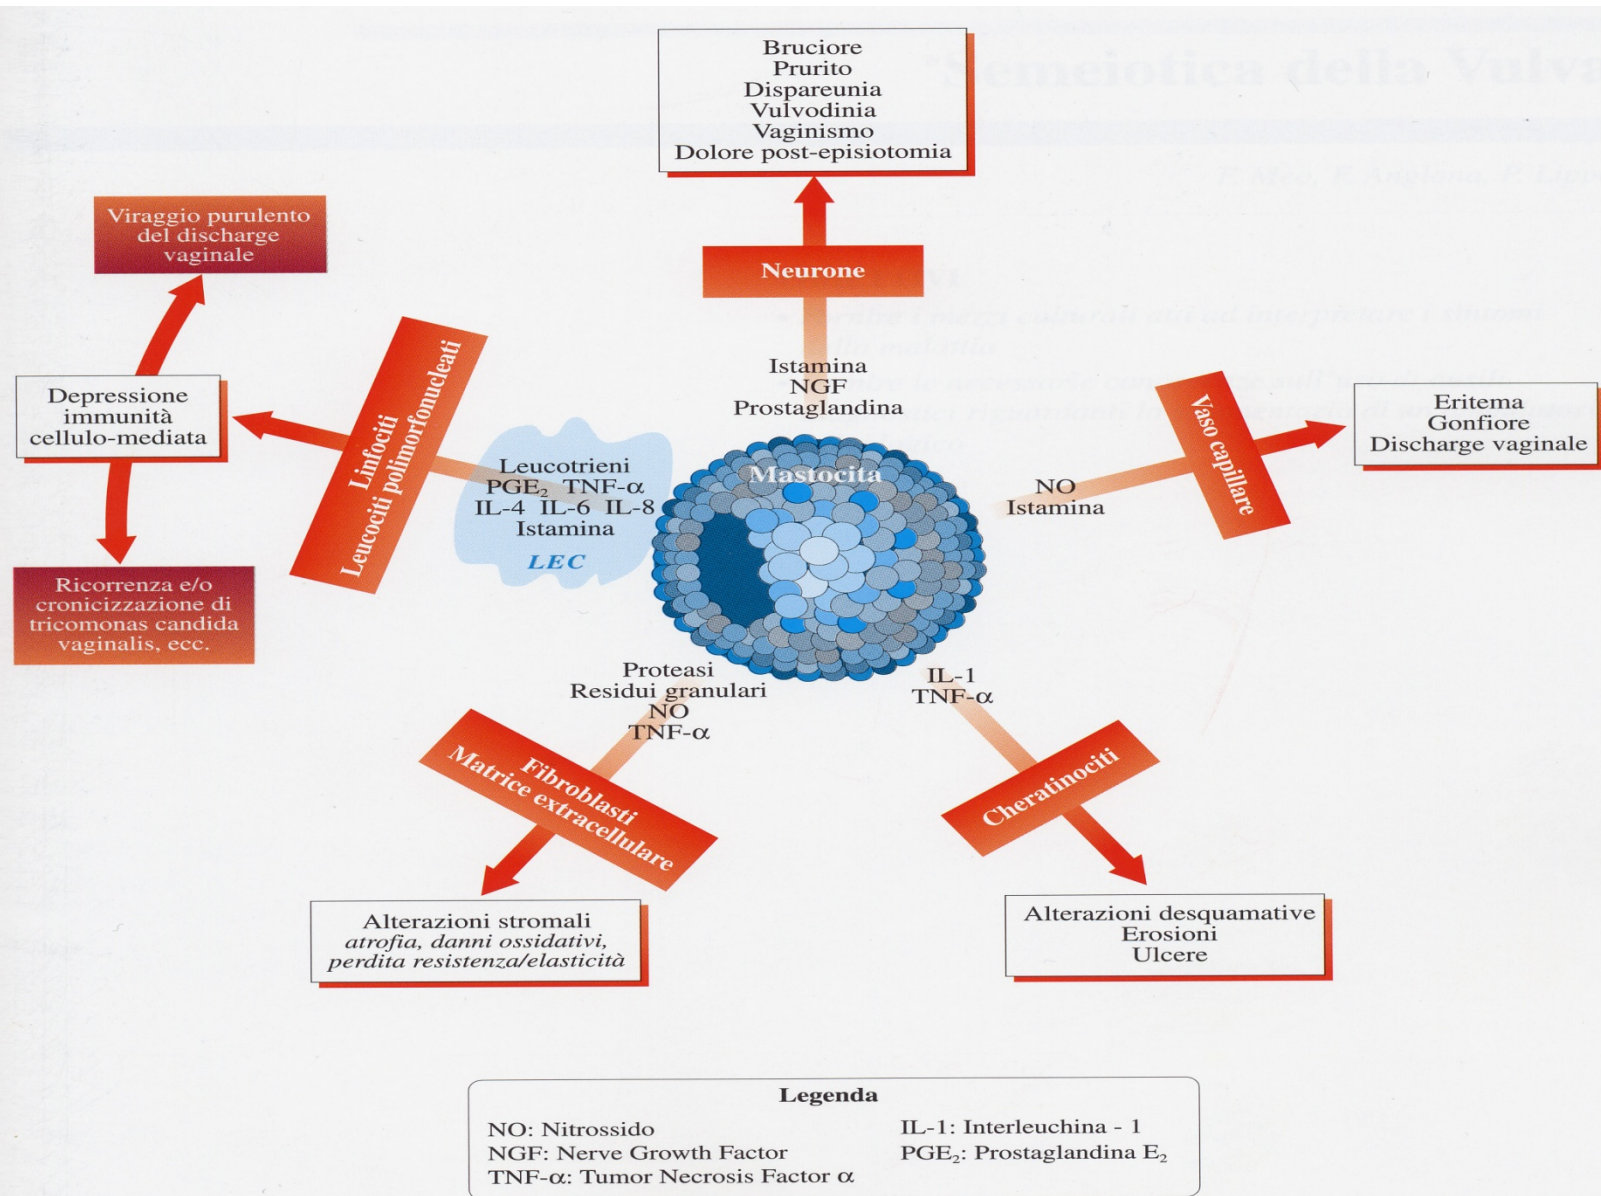 Semeiotica della Vulva
Bruciore
Prurito
Dispareunia
Vulvodinia
Vaginismo
Dolore post-episiotomia
Neurone
Istamina
NGF
Prostaglandina
Viraggio purulento
del discharge
vaginale
Depressione
immunità
cellulo-mediata
Ricorrenza e/o
cronicizzazione di
tricomonas candida
vaginalis, ecc.
Linfociti
Leucociti polimorfonucleati
Leucotrieni
PGE₂ TNF-α
IL-4 IL-6 IL-8
Istamina
LEC
Mastocita
NO
Istamina
Vaso capillare
Eritema
Gonfiore
Discharge vaginale
Proteasi
Residui granulari
NO
TNF-α
Fibroblasti
Matrice extracellulare
Alterazioni stromali
atrofia, danni ossidativi,
perdita resistenza/elasticità
IL-1
TNF-α
Cheratinociti
Alterazioni desquamative
Erosioni
Ulcere
Legenda
NO: Nitrossido
NGF: Nerve Growth Factor
TNF-α: Tumor Necrosis Factor α
IL-1: Interleuchina - 1
PGE₂: Prostaglandina E₂